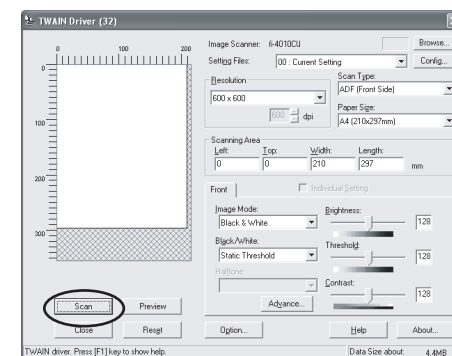 TWAIN Driver (32)
0 100 200
0
100
200
300
Image Scanner: fi-4010CU
Browse...
Setting Files: 00 : Current Setting
Config...
Resolution
600 x 600
600 dpi
Scan Type:
ADF (Front Side)
Paper Size:
A4 (210x297mm)
Scanning Area
Left: Top: Width: Length:
0 0 210 297 mm
Front
Individual Setting
Image Mode:
Black & White
Brightness:
128
Black/White:
Static Threshold
Threshold:
128
Halftone:
Contrast:
128
Advance...
Scan Preview
Close Reset Option... Help About...
TWAIN driver. Press [F1] key to show help. Data Size about: 4.4MB